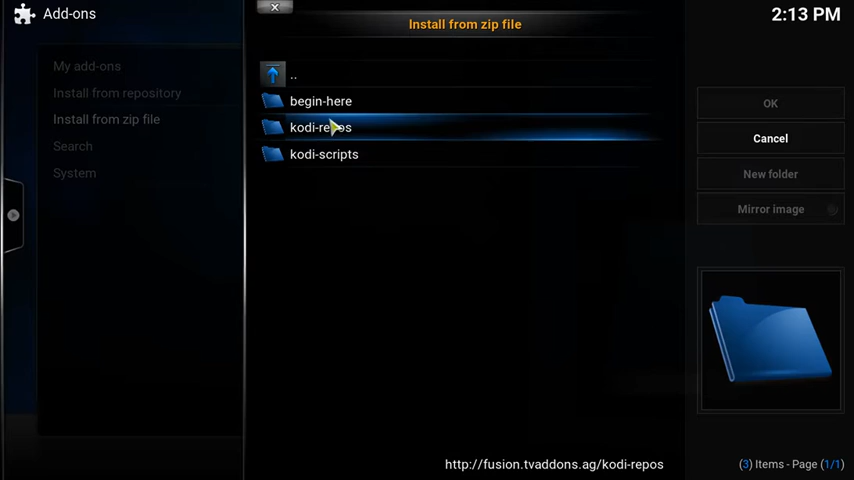 Add-ons
Install from zip file
2:13 PM
My add-ons
Install from repository
Install from zip file
Search
System
..
begin-here
kodi-repos
kodi-scripts
OK
Cancel
New folder
Mirror image
http://fusion.tvaddons.ag/kodi-repos
(3) Items - Page (1/1)